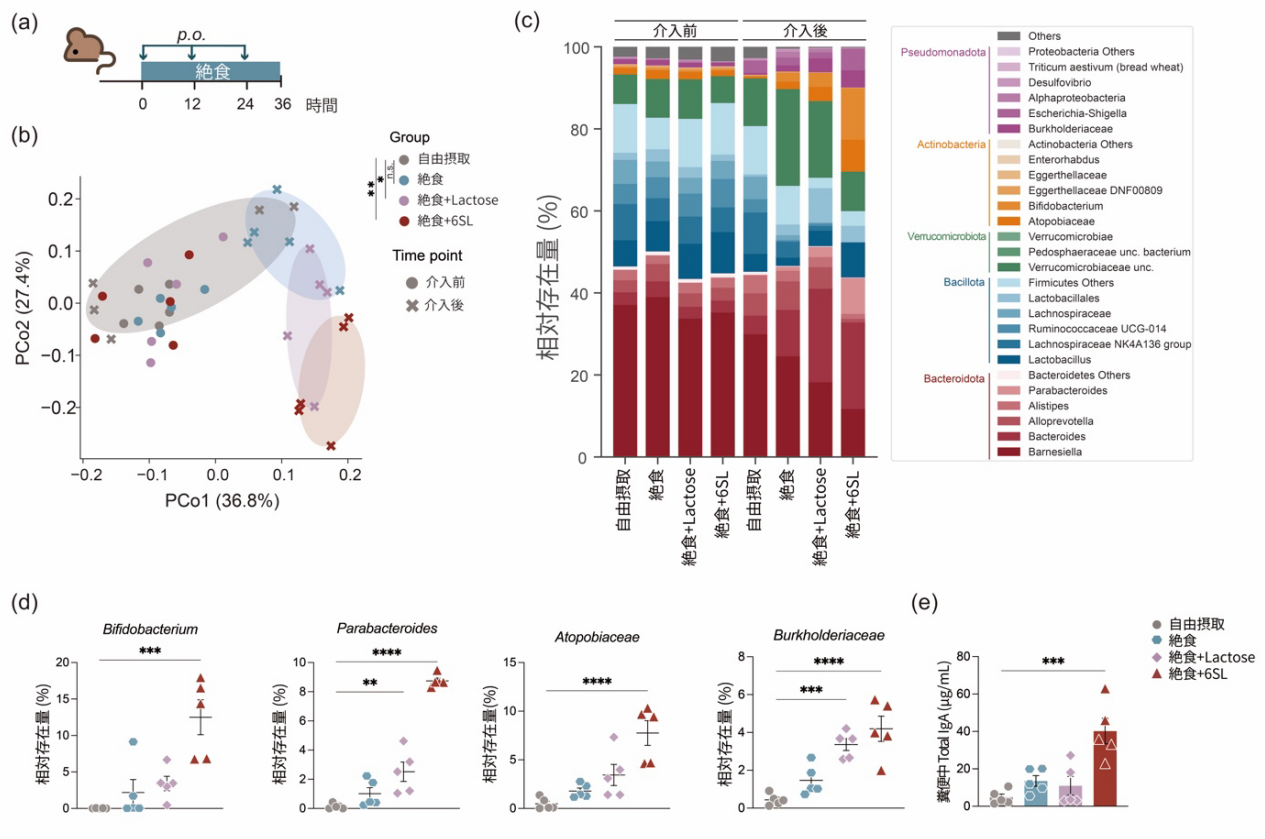 (a)
p.o.
絶食
0 12 24 36 時間
(b)
Group
自由摂取
絶食
絶食+Lactose
絶食+6SL
n.s.
*
**
Time point
介入前
介入後
PCo2 (27.4%)
0.2
0.1
0.0
−0.1
−0.2
−0.2 −0.1 0.0 0.1 0.2
PCo1 (36.8%)
(c)
介入前 介入後
相対存在量 (%)
100
80
60
40
20
0
自由摂取
絶食
絶食+Lactose
絶食+6SL
自由摂取
絶食
絶食+Lactose
絶食+6SL
Others
Pseudomonadota
Proteobacteria Others
Triticum aestivum (bread wheat)
Desulfovibrio
Alphaproteobacteria
Escherichia-Shigella
Burkholderiaceae
Actinobacteria
Actinobacteria Others
Enterorhabdus
Eggerthellaceae
Eggerthellaceae DNF00809
Bifidobacterium
Atopobiaceae
Verrucomicrobiota
Verrucomicrobiae
Pedosphaeraceae unc. bacterium
Verrucomicrobiaceae unc.
Bacillota
Firmicutes Others
Lactobacillales
Lachnospiraceae
Ruminococcaceae UCG-014
Lachnospiraceae NK4A136 group
Lactobacillus
Bacteroidota
Bacteroidetes Others
Parabacteroides
Alistipes
Alloprevotella
Bacteroides
Barnesiella
(d)
Bifidobacterium
相対存在量 (%)
20
15
10
5
0
***
Parabacteroides
相対存在量 (%)
10
8
6
4
2
0
****
**
Atopobiaceae
相対存在量(%)
15
10
5
0
****
Burkholderiaceae
相対存在量 (%)
8
6
4
2
0
****
***
(e)
自由摂取
絶食
絶食+Lactose
絶食+6SL
糞便中 Total IgA (μg/mL)
80
60
40
20
0
***